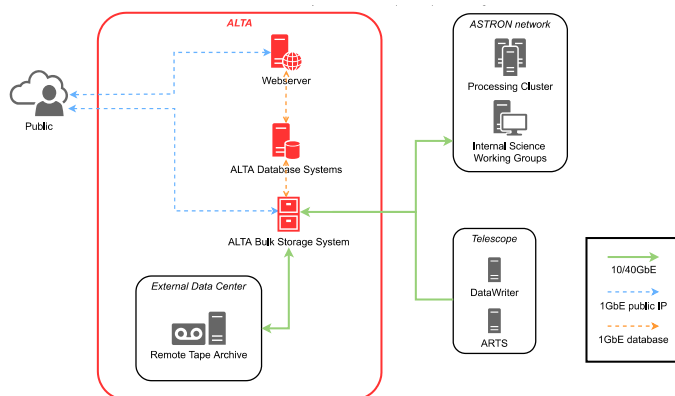 ALTA
ASTRON network
Webserver
Processing Cluster
Public
Internal Science
Working Groups
ALTA Database Systems
ALTA Bulk Storage System
Telescope
DataWriter
ARTS
External Data Center
Remote Tape Archive
10/40GbE
1GbE public IP
1GbE database